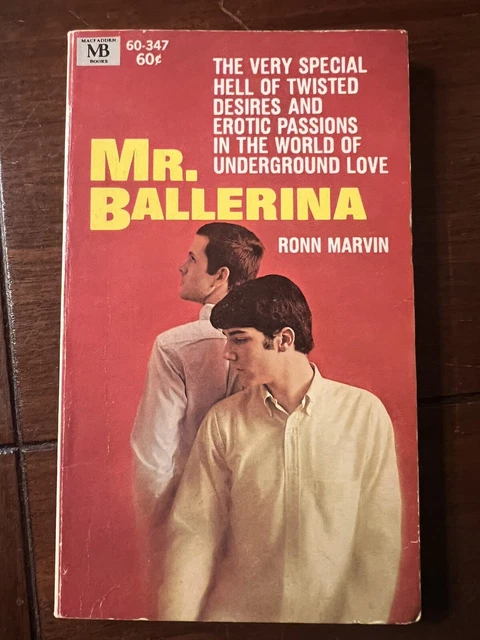 MACFADDEN
MB
BOOKS
60-347
60¢
THE VERY SPECIAL
HELL OF TWISTED
DESIRES AND
EROTIC PASSIONS
IN THE WORLD OF
UNDERGROUND LOVE
MR.
BALLERINA
RONN MARVIN